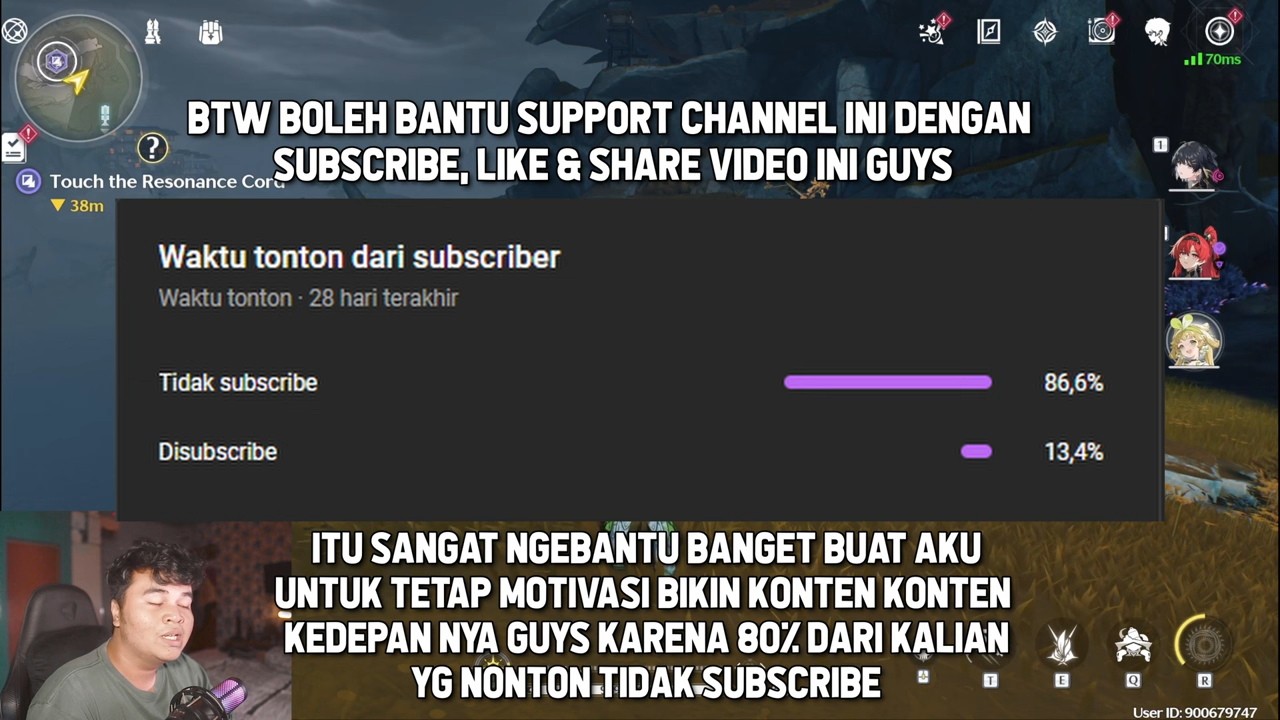 70ms
BTW BOLEH BANTU SUPPORT CHANNEL INI DENGAN
SUBSCRIBE, LIKE & SHARE VIDEO INI GUYS
?
1
Touch the Resonance Cord
38m
Waktu tonton dari subscriber
Waktu tonton · 28 hari terakhir
Tidak subscribe
86,6%
Disubscribe
13,4%
ITU SANGAT NGEBANTU BANGET BUAT AKU
UNTUK TETAP MOTIVASI BIKIN KONTEN KONTEN
KEDEPAN NYA GUYS KARENA 80% DARI KALIAN
YG NONTON TIDAK SUBSCRIBE
T
E
Q
R
User ID: 900679747